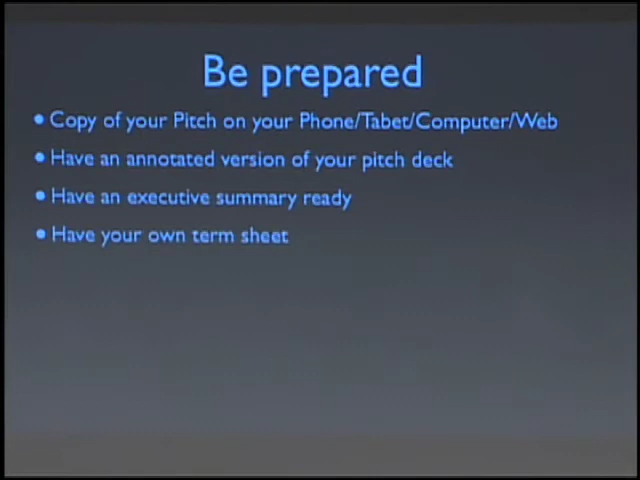 Be prepared
• Copy of your Pitch on your Phone/Tabet/Computer/Web
• Have an annotated version of your pitch deck
• Have an executive summary ready
• Have your own term sheet